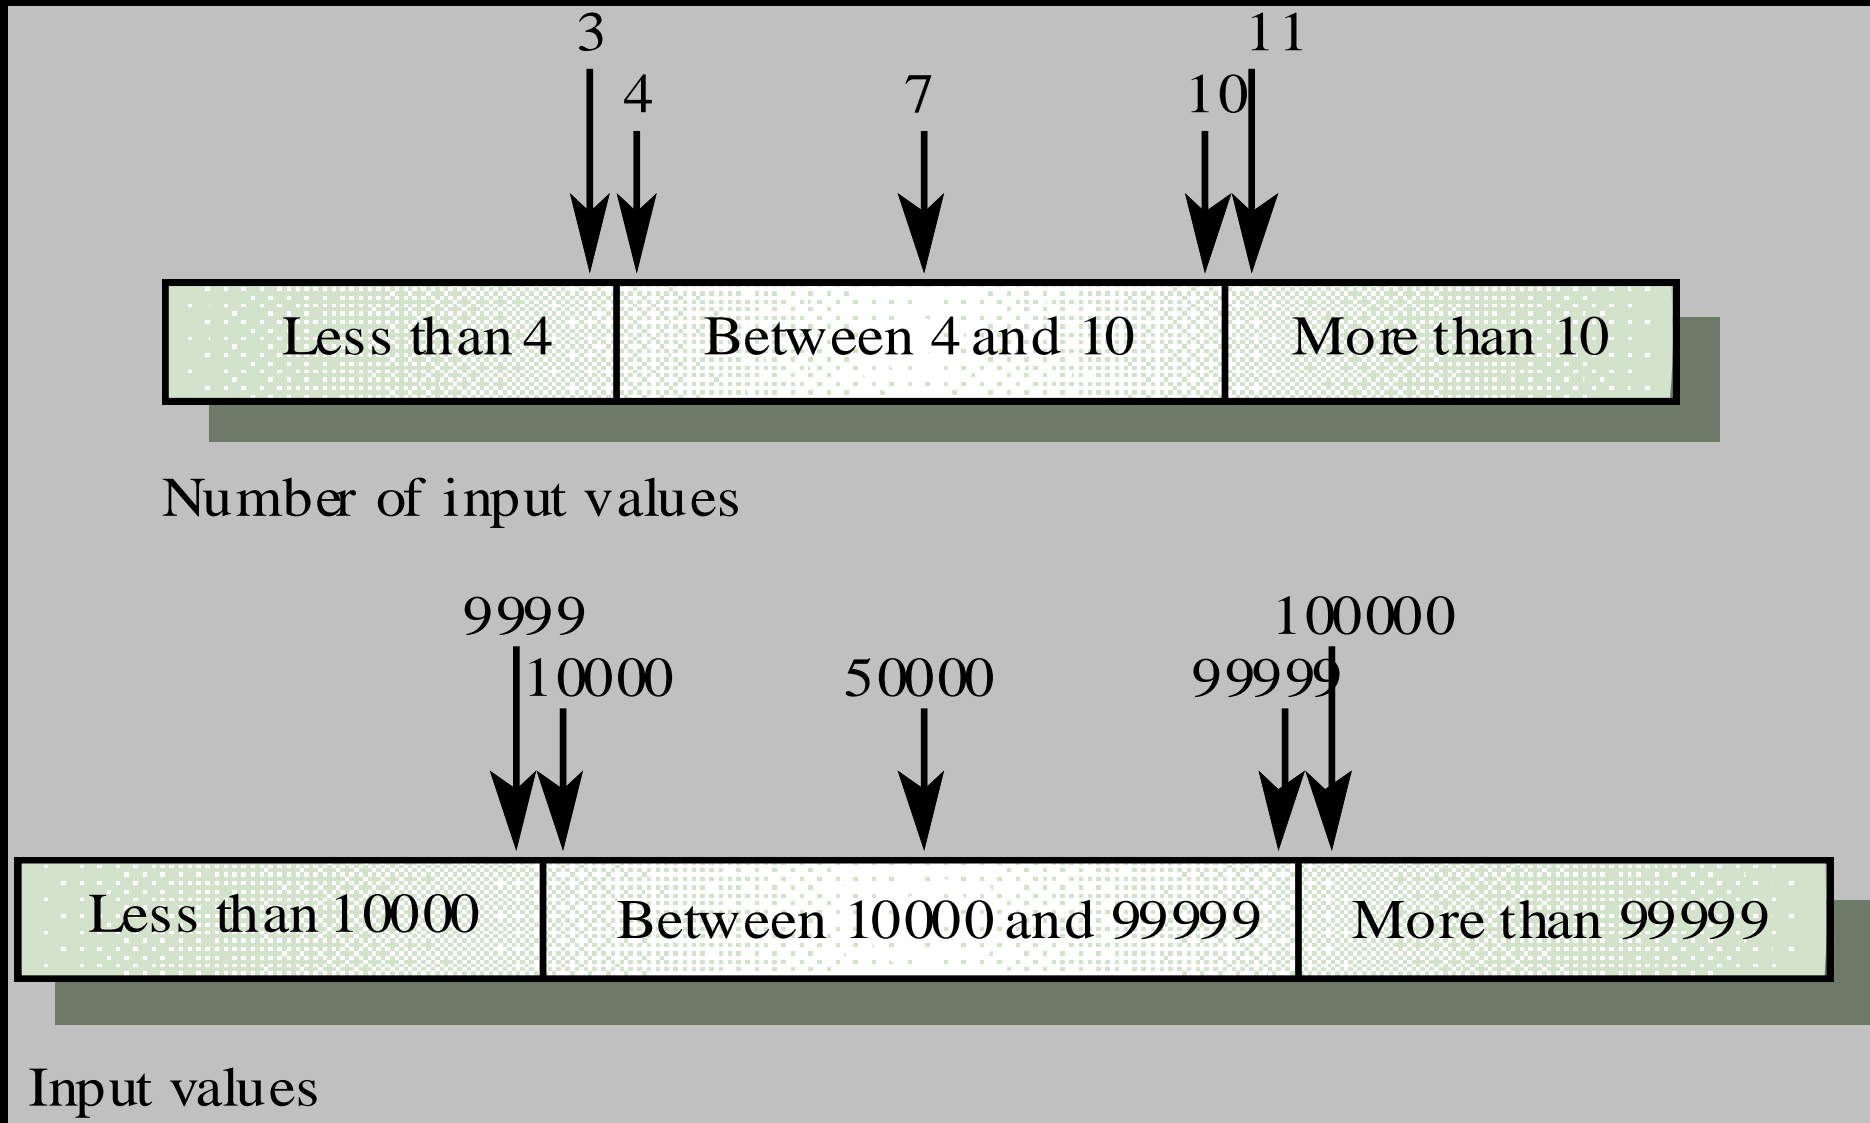 3
11
4
7
10
Less than 4
Between 4 and 10
More than 10
Number of input values
9999
100000
10000
50000
99999
Less than 10000
Between 10000 and 99999
More than 99999
Input values